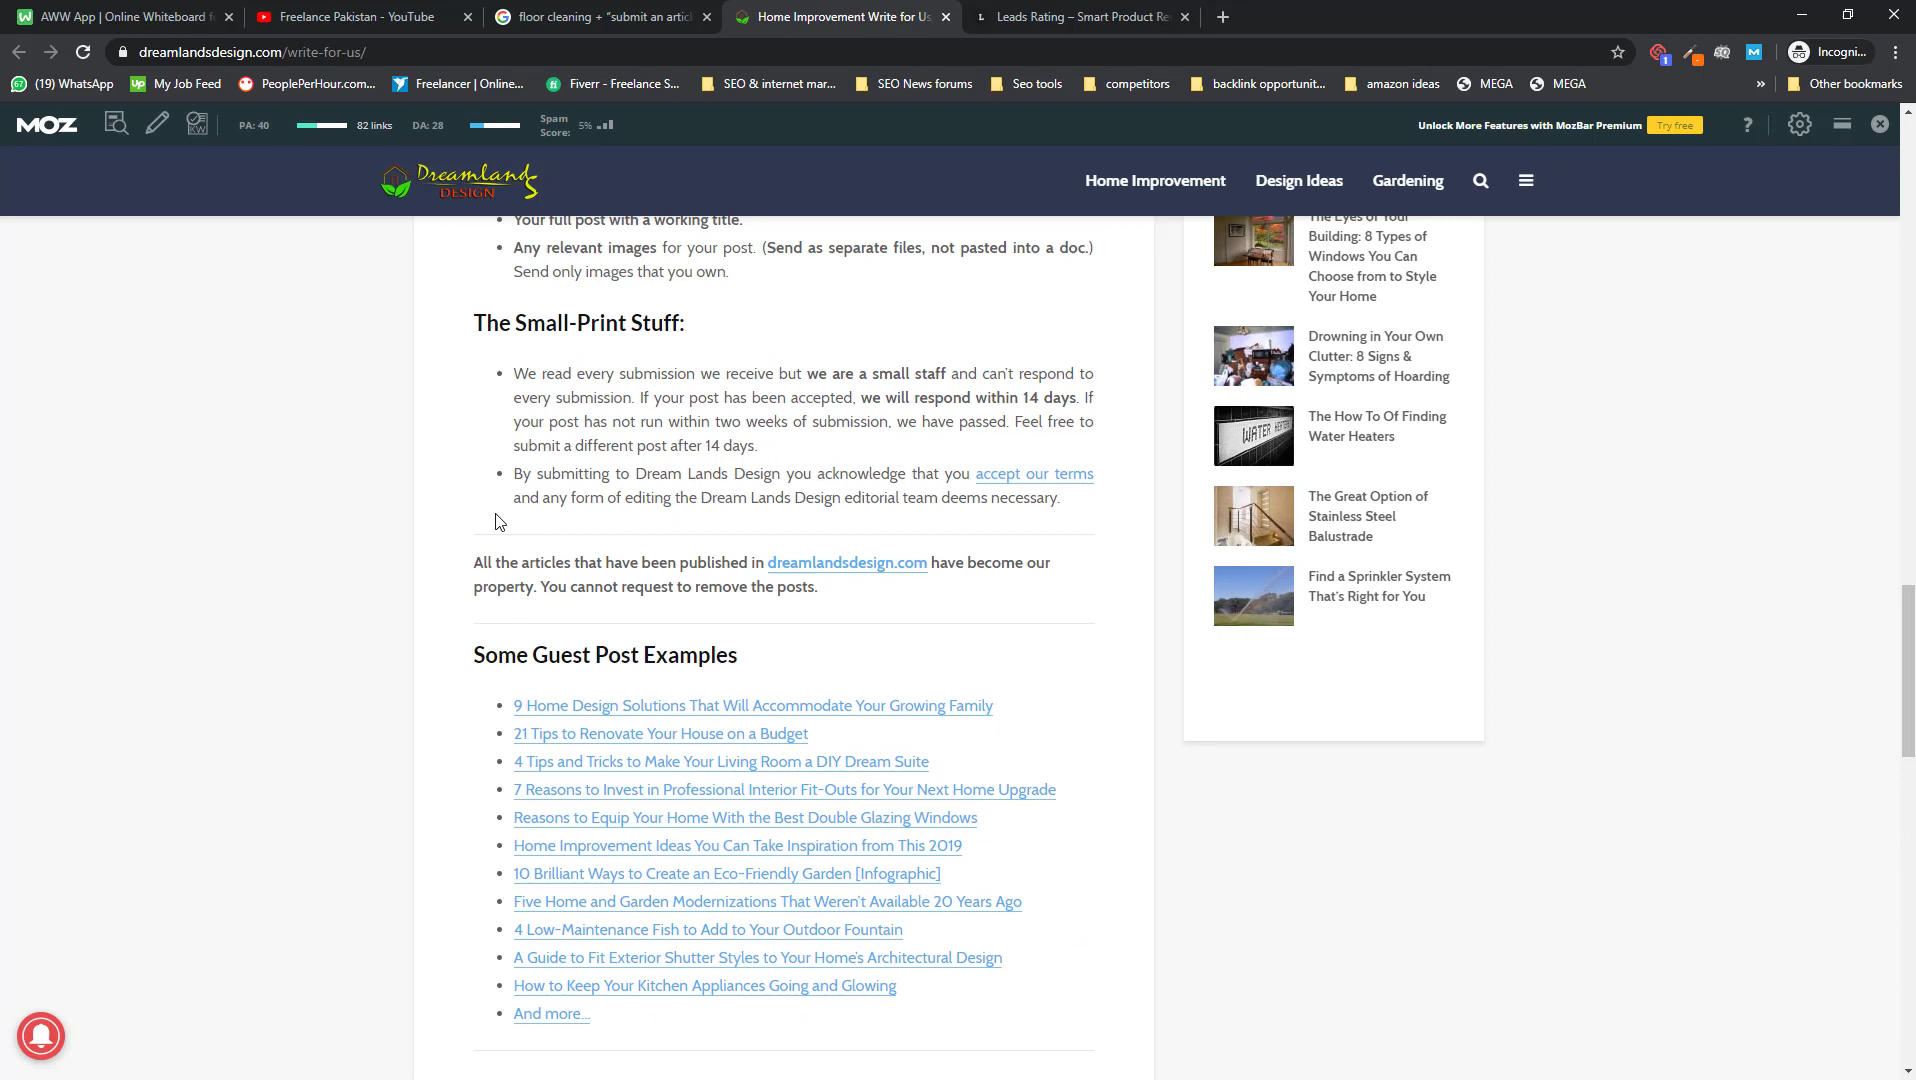 AWW App | Online Whiteboard f
Freelance Pakistan - YouTube
floor cleaning + "submit an artic
Home Improvement Write for Us
Leads Rating – Smart Product Re
dreamlandsdesign.com/write-for-us/
Incogni...
(19) WhatsApp
My Job Feed
PeoplePerHour.com...
Freelancer | Online...
Fiverr - Freelance S...
SEO & internet mar...
SEO News forums
Seo tools
competitors
backlink opportunit...
amazon ideas
MEGA
MEGA
»
Other bookmarks
MOZ
PA: 40
82 links
DA: 28
Spam
Score:
5%
Unlock More Features with MozBar Premium
Try free
?
Dreamlands
DESIGN
Home Improvement
Design Ideas
Gardening
Your full post with a working title.
Any relevant images for your post. (Send as separate files, not pasted into a doc.)
Send only images that you own.
The Small-Print Stuff:
We read every submission we receive but we are a small staff and can't respond to
every submission. If your post has been accepted, we will respond within 14 days. If
your post has not run within two weeks of submission, we have passed. Feel free to
submit a different post after 14 days.
By submitting to Dream Lands Design you acknowledge that you accept our terms
and any form of editing the Dream Lands Design editorial team deems necessary.
All the articles that have been published in dreamlandsdesign.com have become our
property. You cannot request to remove the posts.
Some Guest Post Examples
9 Home Design Solutions That Will Accommodate Your Growing Family
21 Tips to Renovate Your House on a Budget
4 Tips and Tricks to Make Your Living Room a DIY Dream Suite
7 Reasons to Invest in Professional Interior Fit-Outs for Your Next Home Upgrade
Reasons to Equip Your Home With the Best Double Glazing Windows
Home Improvement Ideas You Can Take Inspiration from This 2019
10 Brilliant Ways to Create an Eco-Friendly Garden [Infographic]
Five Home and Garden Modernizations That Weren't Available 20 Years Ago
4 Low-Maintenance Fish to Add to Your Outdoor Fountain
A Guide to Fit Exterior Shutter Styles to Your Home's Architectural Design
How to Keep Your Kitchen Appliances Going and Glowing
And more...
The Eyes of Your
Building: 8 Types of
Windows You Can
Choose from to Style
Your Home
Drowning in Your Own
Clutter: 8 Signs &
Symptoms of Hoarding
WATER HEATERS
The How To Of Finding
Water Heaters
The Great Option of
Stainless Steel
Balustrade
Find a Sprinkler System
That's Right for You